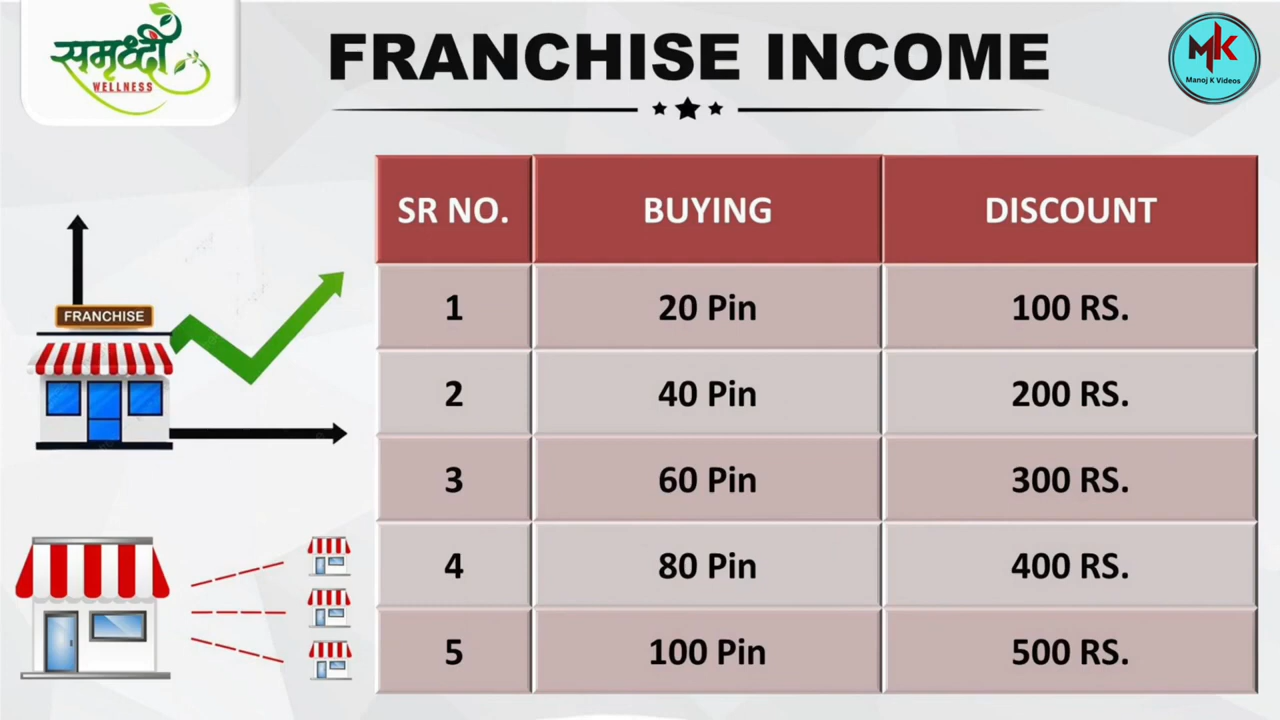 समृध्दी
WELLNESS
FRANCHISE INCOME
MK
Manoj K Videos
SR NO. BUYING DISCOUNT
1 20 Pin 100 RS.
2 40 Pin 200 RS.
3 60 Pin 300 RS.
4 80 Pin 400 RS.
5 100 Pin 500 RS.
FRANCHISE